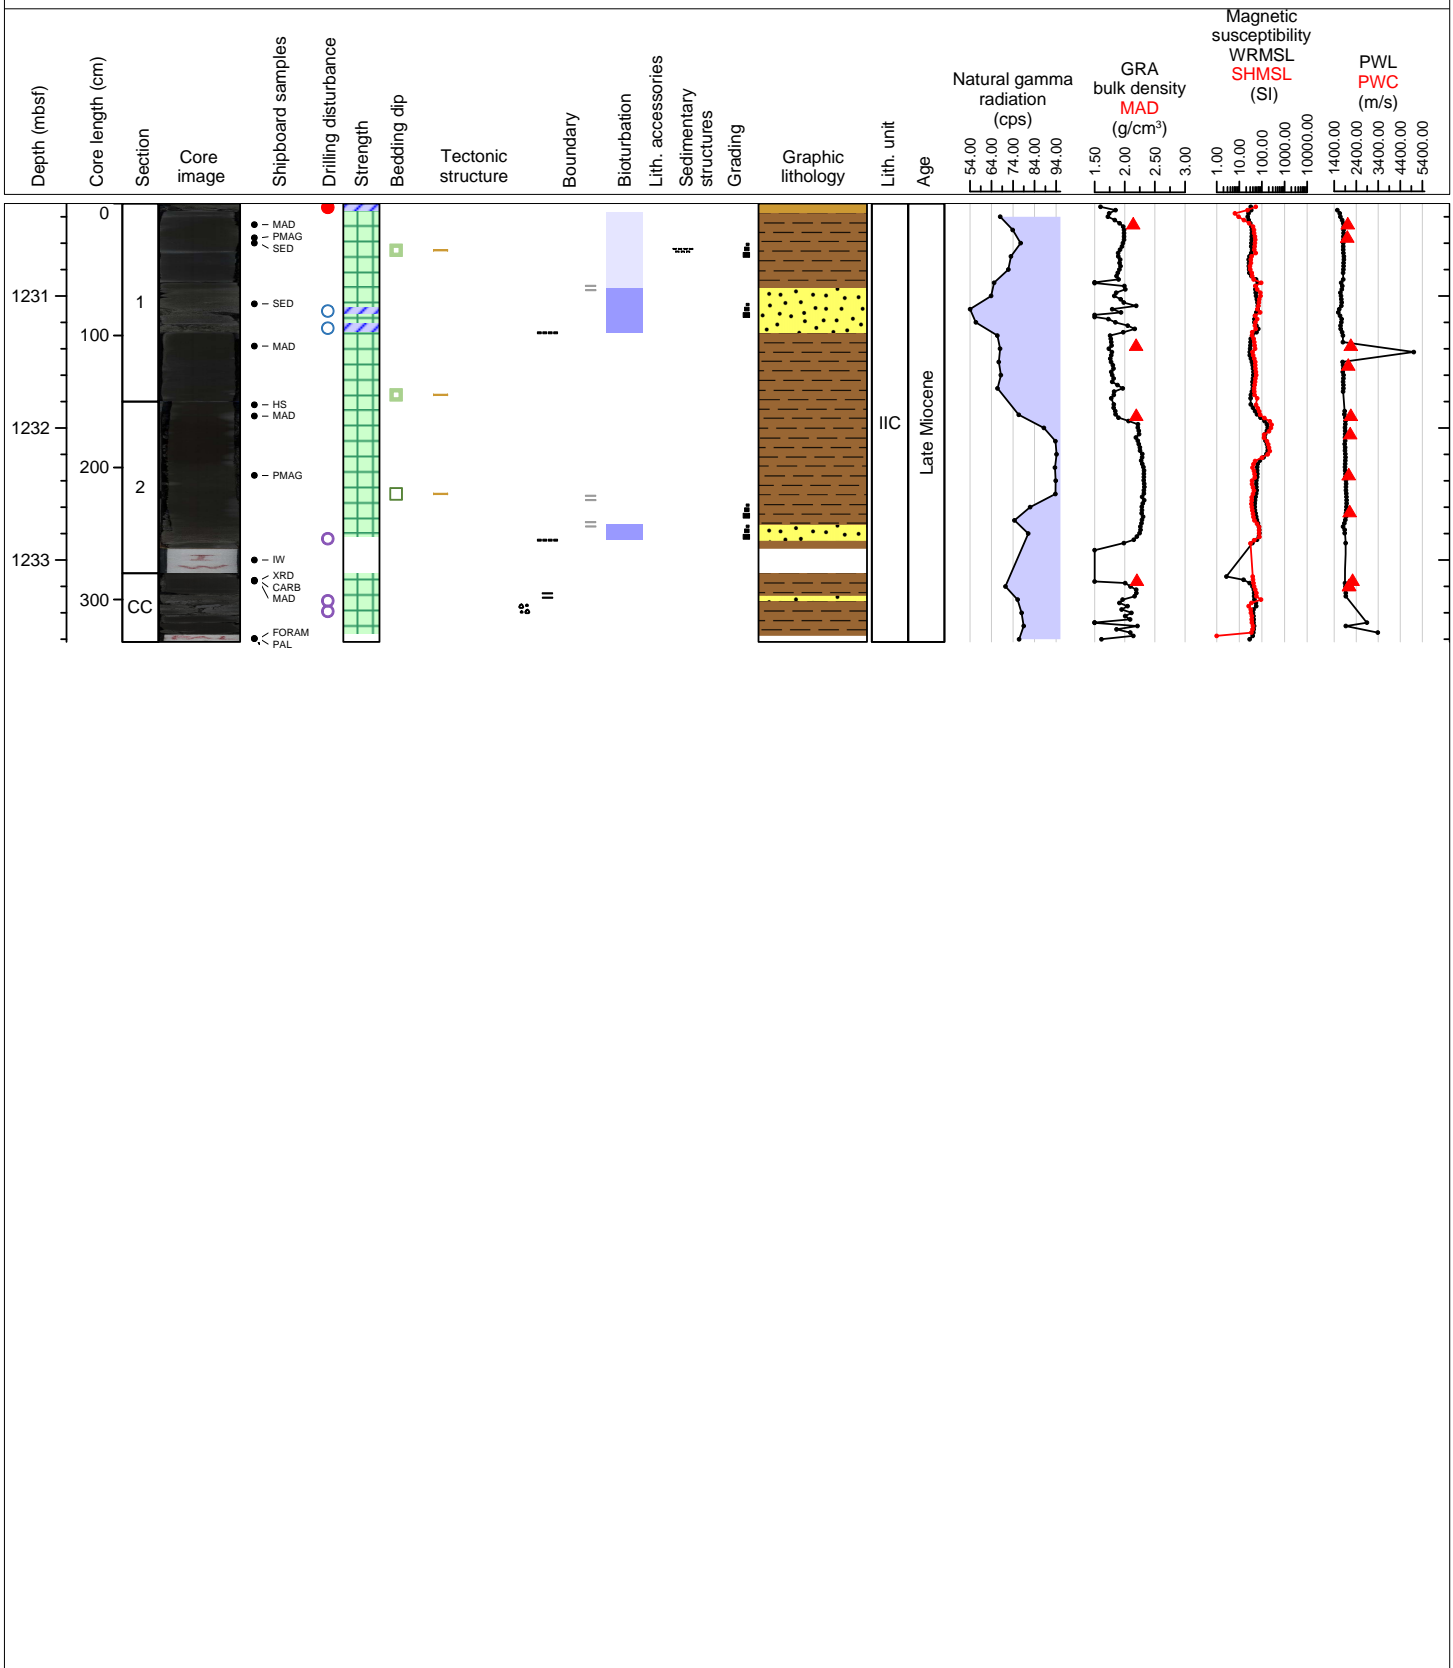 Depth (mbsf)
Core length (cm)
Section
Core
image
Shipboard samples
Drilling disturbance
Strength
Bedding dip
Tectonic
structure
Boundary
Bioturbation
Lith. accessories
Sedimentary
structures
Grading
Graphic
lithology
Lith. unit
Age
Natural gamma
radiation
(cps)
54.00
64.00
74.00
84.00
94.00
GRA
bulk density
MAD
(g/cm³)
1.50
2.00
2.50
3.00
Magnetic
susceptibility
WRMSL
SHMSL
(SI)
1.00
10.00
100.00
1000.00
10000.00
PWL
PWC
(m/s)
1400.00
2400.00
3400.00
4400.00
5400.00
1231
1232
1233
0
100
200
300
1
2
CC
MAD
PMAG
SED
SED
MAD
HS
MAD
PMAG
IW
XRD
CARB
MAD
FORAM
PAL
IIC
Late Miocene